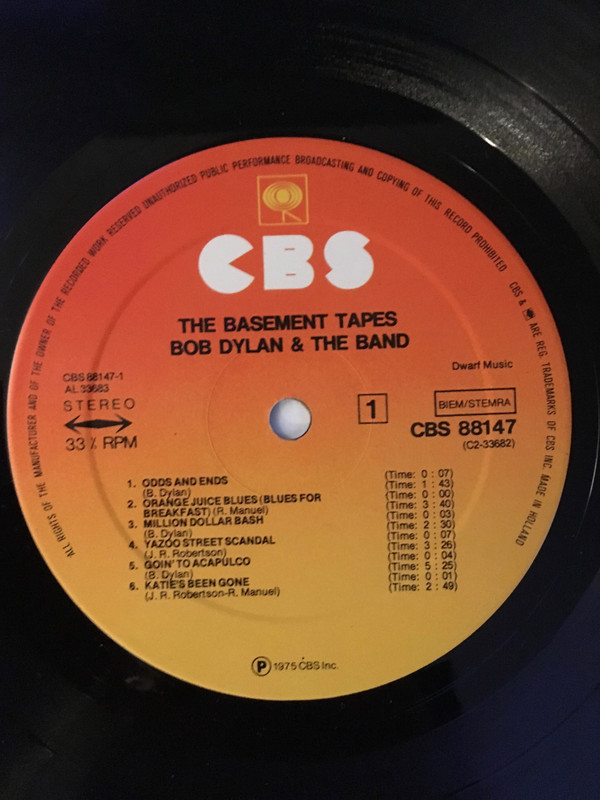 ALL RIGHTS OF THE MANUFACTURER AND OF THE OWNER OF THE RECORDED WORK RESERVED UNAUTHORIZED PUBLIC PERFORMANCE BROADCASTING AND COPYING OF THIS RECORD PROHIBITED CBS & ARE REG. TRADEMARKS OF CBS INC. MADE IN HOLLAND
CBS
THE BASEMENT TAPES
BOB DYLAN & THE BAND
Dwarf Music
CBS 88147-1
AL 33683
STEREO
33⅓ RPM
1
BIEM/STEMRA
CBS 88147
(C2-33682)
1. ODDS AND ENDS (Time: 0 : 07)
(B. Dylan) (Time: 1 : 43)
2. ORANGE JUICE BLUES (BLUES FOR (Time: 0 : 00)
BREAKFAST) (R. Manuel) (Time: 3 : 40)
3. MILLION DOLLAR BASH (Time: 0 : 03)
(B. Dylan) (Time: 2 : 30)
4. YAZOO STREET SCANDAL (Time: 0 : 07)
(J. R. Robertson) (Time: 3 : 26)
5. GOIN' TO ACAPULCO (Time: 0 : 04)
(B. Dylan) (Time: 5 : 25)
6. KATIE'S BEEN GONE (Time: 0 : 01)
(J. R. Robertson-R. Manuel) (Time: 2 : 49)
℗ 1975 CBS Inc.